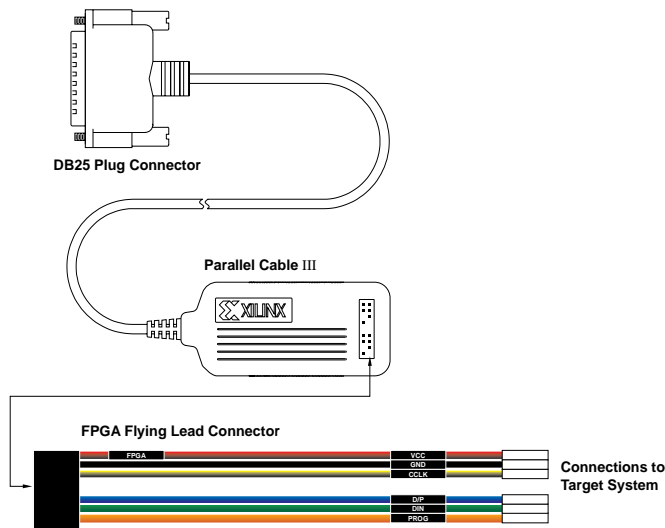 DB25 Plug Connector
Parallel Cable III
XILINX
FPGA Flying Lead Connector
FPGA
VCC
GND
CCLK
D/P
DIN
PROG
Connections to
Target System